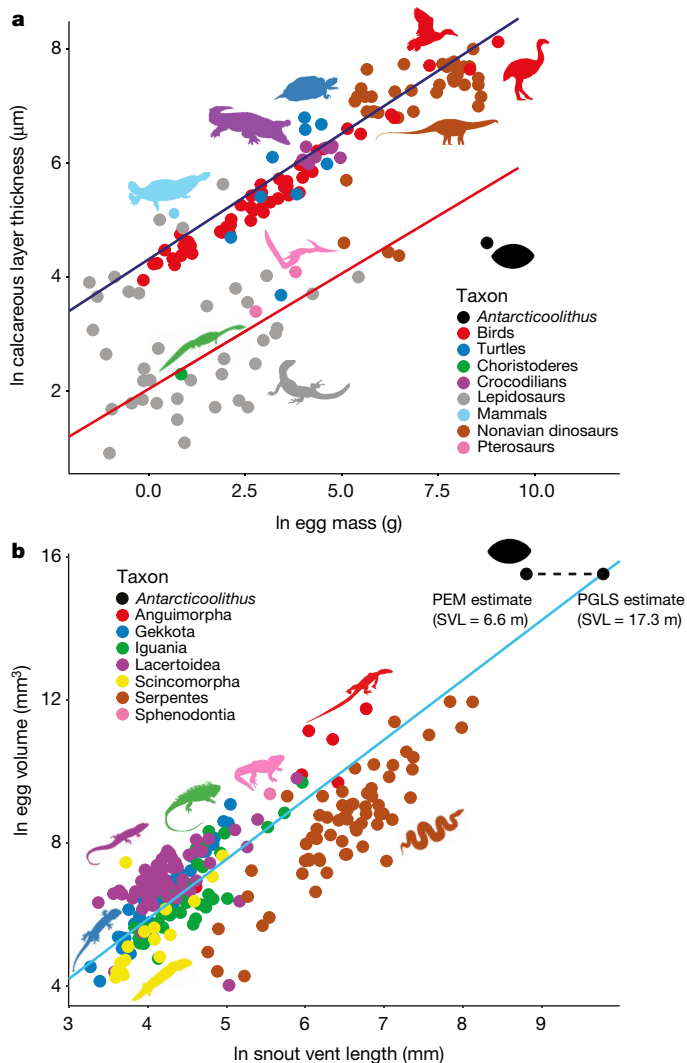 a
ln calcareous layer thickness (μm)
8
6
4
2
0.0 2.5 5.0 7.5 10.0
ln egg mass (g)
Taxon
Antarcticoolithus
Birds
Turtles
Choristoderes
Crocodilians
Lepidosaurs
Mammals
Nonavian dinosaurs
Pterosaurs
b
ln egg volume (mm³)
16
12
8
4
3 4 5 6 7 8 9
ln snout vent length (mm)
Taxon
Antarcticoolithus
Anguimorpha
Gekkota
Iguania
Lacertoidea
Scincomorpha
Serpentes
Sphenodontia
PEM estimate
(SVL = 6.6 m)
PGLS estimate
(SVL = 17.3 m)